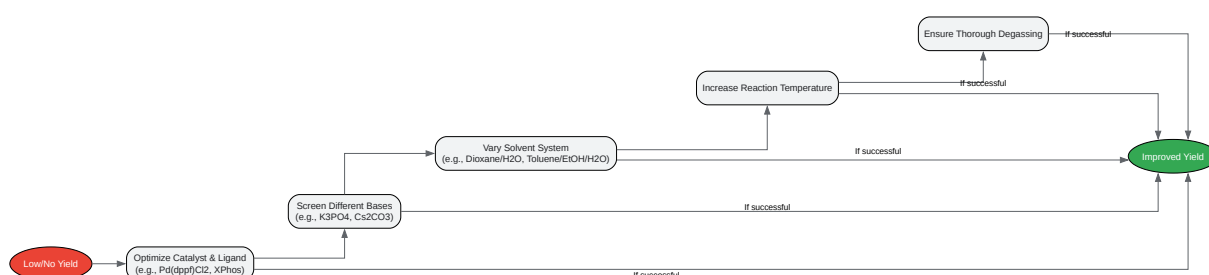 Ensure Thorough Degassing
If successful
Increase Reaction Temperature
If successful
Vary Solvent System
(e.g., Dioxane/H2O, Toluene/EtOH/H2O)
If successful
Improved Yield
Screen Different Bases
(e.g., K3PO4, Cs2CO3)
If successful
Low/No Yield
Optimize Catalyst & Ligand
(e.g., Pd(dppf)Cl2, XPhos)
If successful